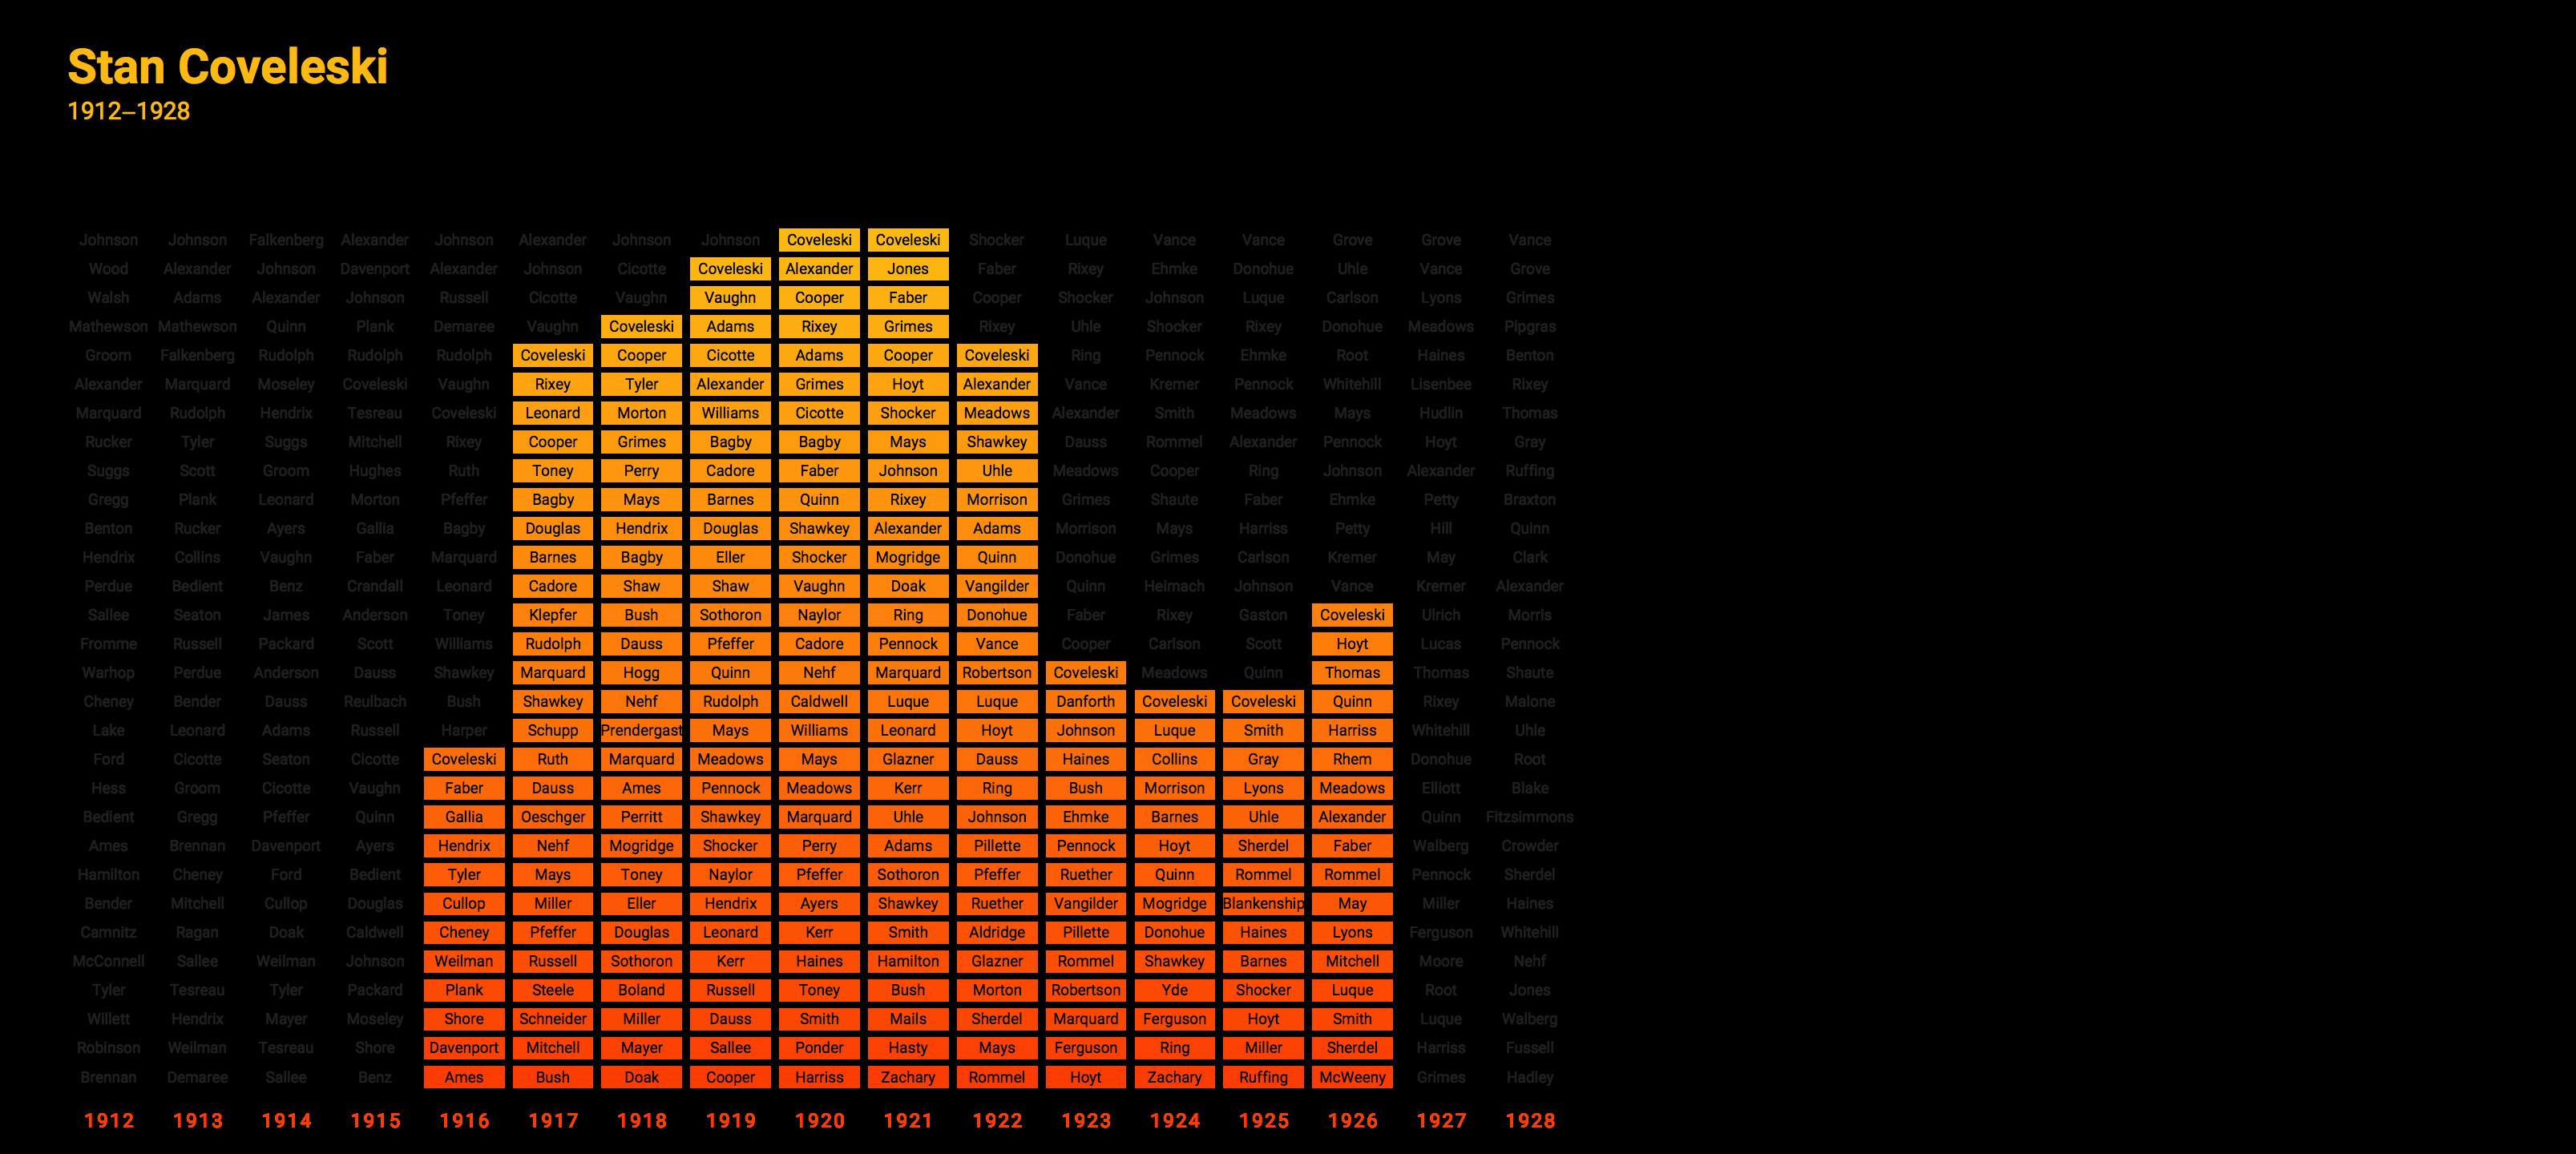 Stan Coveleski
1912–1928
Johnson Johnson Falkenberg Alexander Johnson Alexander Johnson Johnson Coveleski Coveleski Shocker Luque Vance Vance Grove Grove Vance
Wood Alexander Johnson Davenport Alexander Johnson Cicotte Coveleski Alexander Jones Faber Rixey Ehmke Donohue Uhle Vance Grove
Walsh Adams Alexander Johnson Russell Cicotte Vaughn Vaughn Cooper Faber Cooper Shocker Johnson Luque Carlson Lyons Grimes
Mathewson Mathewson Quinn Plank Demaree Vaughn Coveleski Adams Rixey Grimes Rixey Uhle Shocker Rixey Donohue Meadows Pipgras
Groom Falkenberg Rudolph Rudolph Rudolph Coveleski Cooper Cicotte Adams Cooper Coveleski Ring Pennock Ehmke Root Haines Benton
Alexander Marquard Moseley Coveleski Vaughn Rixey Tyler Alexander Grimes Hoyt Alexander Vance Kremer Pennock Whitehill Lisenbee Rixey
Marquard Rudolph Hendrix Tesreau Coveleski Leonard Morton Williams Cicotte Shocker Meadows Alexander Smith Meadows Mays Hudlin Thomas
Rucker Tyler Suggs Mitchell Rixey Cooper Grimes Bagby Bagby Mays Shawkey Dauss Rommel Alexander Pennock Hoyt Gray
Suggs Scott Groom Hughes Ruth Toney Perry Cadore Faber Johnson Uhle Meadows Cooper Ring Johnson Alexander Ruffing
Gregg Plank Leonard Morton Pfeffer Bagby Mays Barnes Quinn Rixey Morrison Grimes Shaute Faber Ehmke Petty Braxton
Benton Rucker Ayers Gallia Bagby Douglas Hendrix Douglas Shawkey Alexander Adams Morrison Mays Harriss Petty Hill Quinn
Hendrix Collins Vaughn Faber Marquard Barnes Bagby Eller Shocker Mogridge Quinn Donohue Grimes Carlson Kremer May Clark
Perdue Bedient Benz Crandall Leonard Cadore Shaw Shaw Vaughn Doak Vangilder Quinn Heimach Johnson Vance Kremer Alexander
Sallee Seaton James Anderson Toney Klepfer Bush Sothoron Naylor Ring Donohue Faber Rixey Gaston Coveleski Ulrich Morris
Fromme Russell Packard Scott Williams Rudolph Dauss Pfeffer Cadore Pennock Vance Cooper Carlson Scott Hoyt Lucas Pennock
Warhop Perdue Anderson Dauss Shawkey Marquard Hogg Quinn Nehf Marquard Robertson Coveleski Meadows Quinn Thomas Thomas Shaute
Cheney Bender Dauss Reulbach Bush Shawkey Nehf Rudolph Caldwell Luque Luque Danforth Coveleski Coveleski Quinn Rixey Malone
Lake Leonard Adams Russell Harper Schupp Prendergast Mays Williams Leonard Hoyt Johnson Luque Smith Harriss Whitehill Uhle
Ford Cicotte Seaton Cicotte Coveleski Ruth Marquard Meadows Mays Glazner Dauss Haines Collins Gray Rhem Donohue Root
Hess Groom Cicotte Vaughn Faber Dauss Ames Pennock Meadows Kerr Ring Bush Morrison Lyons Meadows Elliott Blake
Bedient Gregg Pfeffer Quinn Gallia Oeschger Perritt Shawkey Marquard Uhle Johnson Ehmke Barnes Uhle Alexander Quinn Fitzsimmons
Ames Brennan Davenport Ayers Hendrix Nehf Mogridge Shocker Perry Adams Pillette Pennock Hoyt Sherdel Faber Walberg Crowder
Hamilton Cheney Ford Bedient Tyler Mays Toney Naylor Pfeffer Sothoron Pfeffer Ruether Quinn Rommel Rommel Pennock Sherdel
Bender Mitchell Cullop Douglas Cullop Miller Eller Hendrix Ayers Shawkey Ruether Vangilder Mogridge Blankenship May Miller Haines
Camnitz Ragan Doak Caldwell Cheney Pfeffer Douglas Leonard Kerr Smith Aldridge Pillette Donohue Haines Lyons Ferguson Whitehill
McConnell Sallee Weilman Johnson Weilman Russell Sothoron Kerr Haines Hamilton Glazner Rommel Shawkey Barnes Mitchell Moore Nehf
Tyler Tesreau Tyler Packard Plank Steele Boland Russell Toney Bush Morton Robertson Yde Shocker Luque Root Jones
Willett Hendrix Mayer Moseley Shore Schneider Miller Dauss Smith Mails Sherdel Marquard Ferguson Hoyt Smith Luque Walberg
Robinson Weilman Tesreau Shore Davenport Mitchell Mayer Sallee Ponder Hasty Mays Ferguson Ring Miller Sherdel Harriss Fussell
Brennan Demaree Sallee Benz Ames Bush Doak Cooper Harriss Zachary Rommel Hoyt Zachary Ruffing McWeeny Grimes Hadley
1912 1913 1914 1915 1916 1917 1918 1919 1920 1921 1922 1923 1924 1925 1926 1927 1928